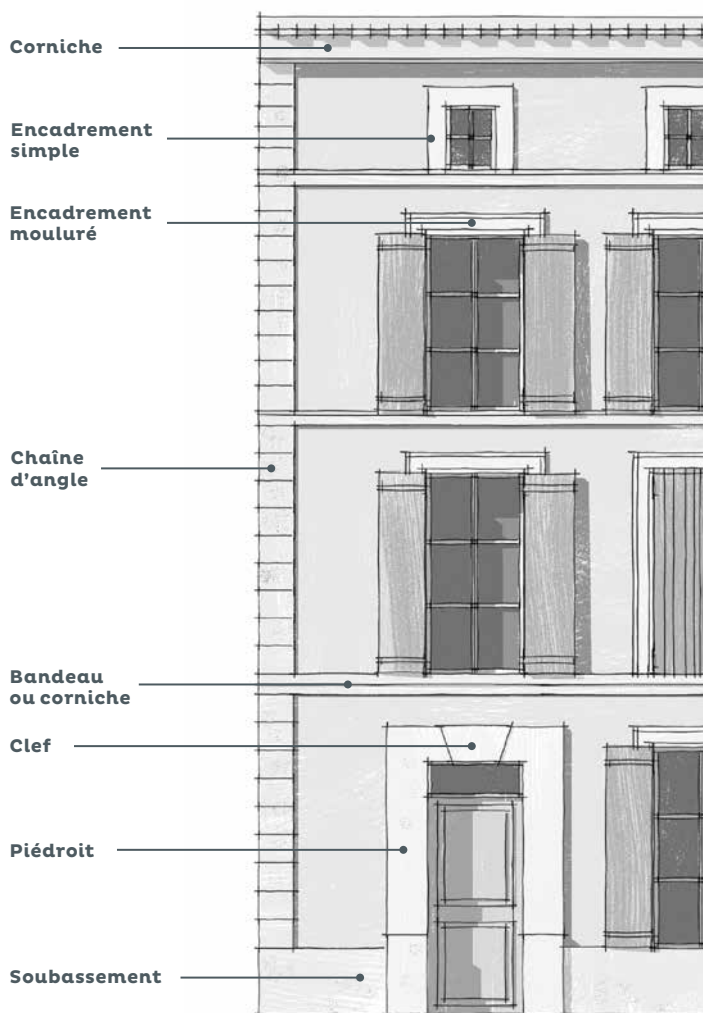 Corniche
Encadrement
simple
Encadrement
mouluré
Chaîne
d’angle
Bandeau
ou corniche
Clef
Piédroit
Soubassement